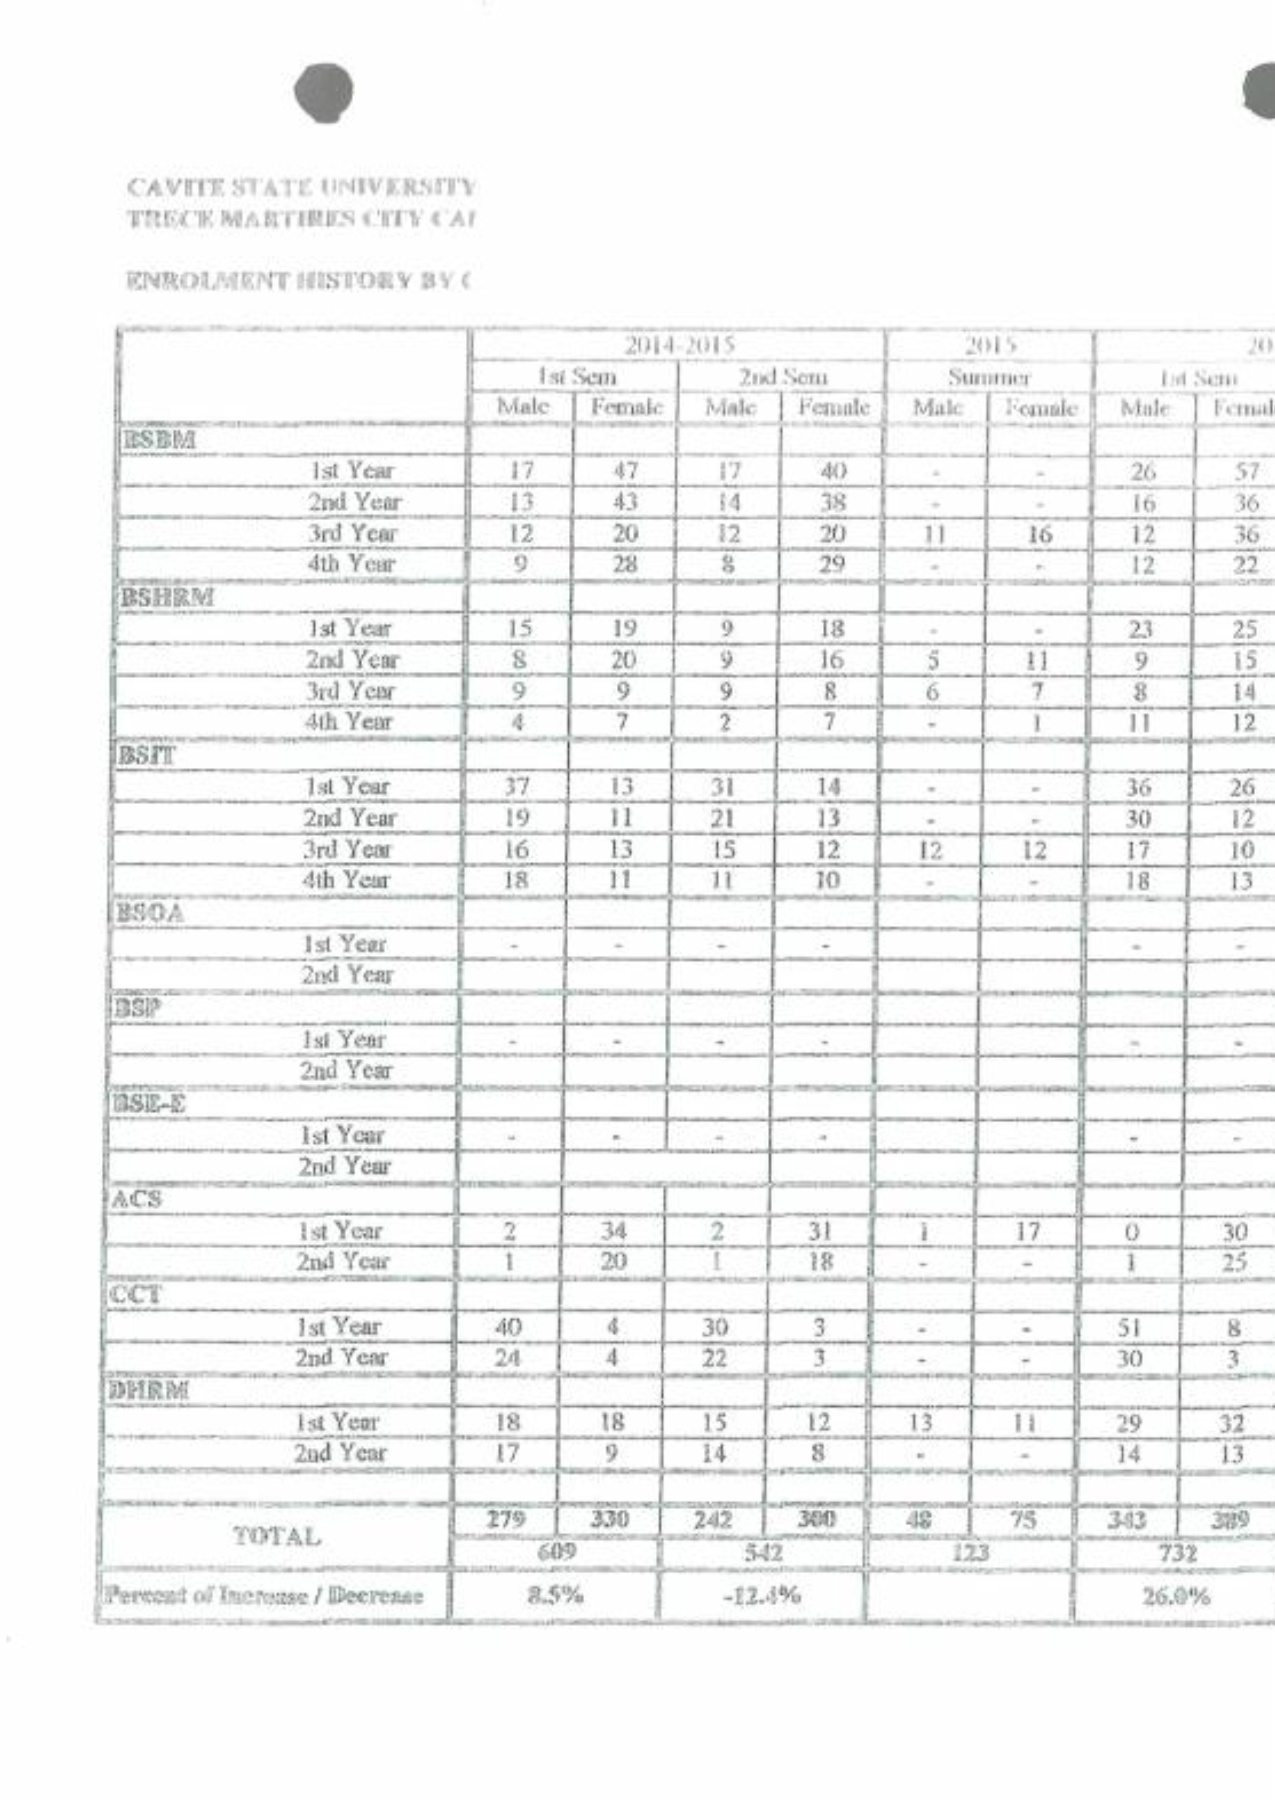 CAVITE STATE UNIVERSITY
TRECE MARTIRES CITY CA
ENROLMENT HISTORY BY
2014-2015 2015 20
1st Sem 2nd Sem Summer 1st Sem
Male Female Male Female Male Female Male Femal
BSBM
1st Year 17 47 17 40 - - 26 57
2nd Year 13 43 14 38 - - 16 36
3rd Year 12 20 12 20 11 16 12 36
4th Year 9 28 8 29 - - 12 22
BSHRM
1st Year 15 19 9 18 - - 23 25
2nd Year 8 20 9 16 5 11 9 15
3rd Year 9 9 9 8 6 7 8 14
4th Year 4 7 2 7 - 1 11 12
BSIT
1st Year 37 13 31 14 - - 36 26
2nd Year 19 11 21 13 - - 30 12
3rd Year 16 13 15 12 12 12 17 10
4th Year 18 11 11 10 - - 18 13
BSOA
1st Year - - - - - -
2nd Year
BSP
1st Year - - - - - -
2nd Year
BSE-E
1st Year - - - - - -
2nd Year
ACS
1st Year 2 34 2 31 1 17 0 30
2nd Year 1 20 1 18 - - 1 25
CCT
1st Year 40 4 30 3 - - 51 8
2nd Year 24 4 22 3 - - 30 3
DHRM
1st Year 18 18 15 12 13 11 29 32
2nd Year 17 9 14 8 - - 14 13
279 330 242 300 48 75 343 389
TOTAL
609 542 123 732
Percent of Increase / Decrease 8.5% -12.4% 26.0%